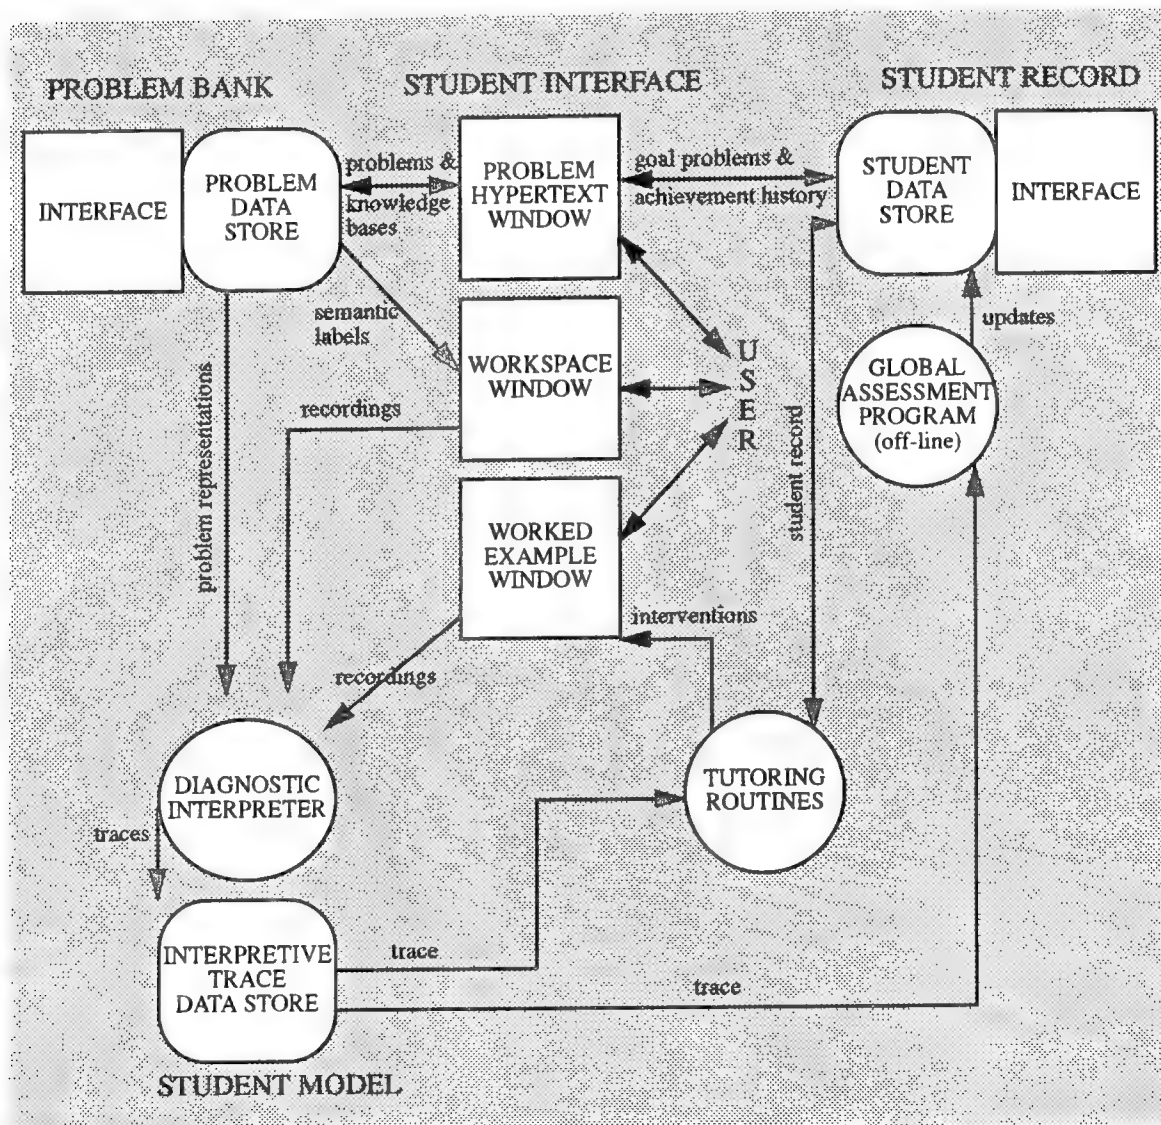 PROBLEM BANK
STUDENT INTERFACE
STUDENT RECORD
INTERFACE
PROBLEM
DATA
STORE
problems &
knowledge
bases
PROBLEM
HYPERTEXT
WINDOW
goal problems &
achievement history
STUDENT
DATA
STORE
INTERFACE
semantic
labels
updates
WORKSPACE
WINDOW
USER
GLOBAL
ASSESSMENT
PROGRAM
(off-line)
recordings
problem representations
student record
WORKED
EXAMPLE
WINDOW
interventions
recordings
DIAGNOSTIC
INTERPRETER
TUTORING
ROUTINES
traces
INTERPRETIVE
TRACE
DATA STORE
trace
trace
STUDENT MODEL